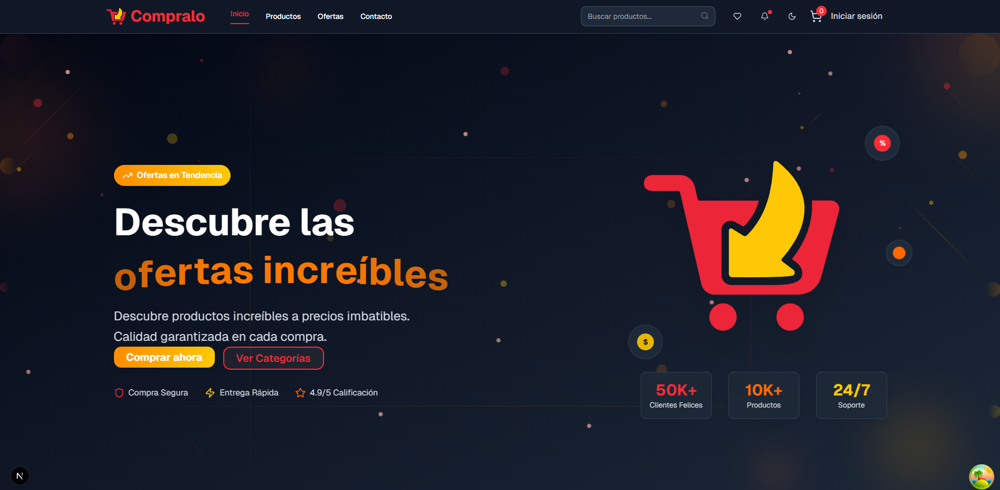 Compralo
Inicio
Productos
Ofertas
Contacto
Buscar productos...
0
Iniciar sesión
%
Ofertas en Tendencia
Descubre las
ofertas increíbles
Descubre productos increíbles a precios imbatibles.
Calidad garantizada en cada compra.
Comprar ahora
Ver Categorías
$
Compra Segura
Entrega Rápida
4.9/5 Calificación
50K+
Clientes Felices
10K+
Productos
24/7
Soporte
N